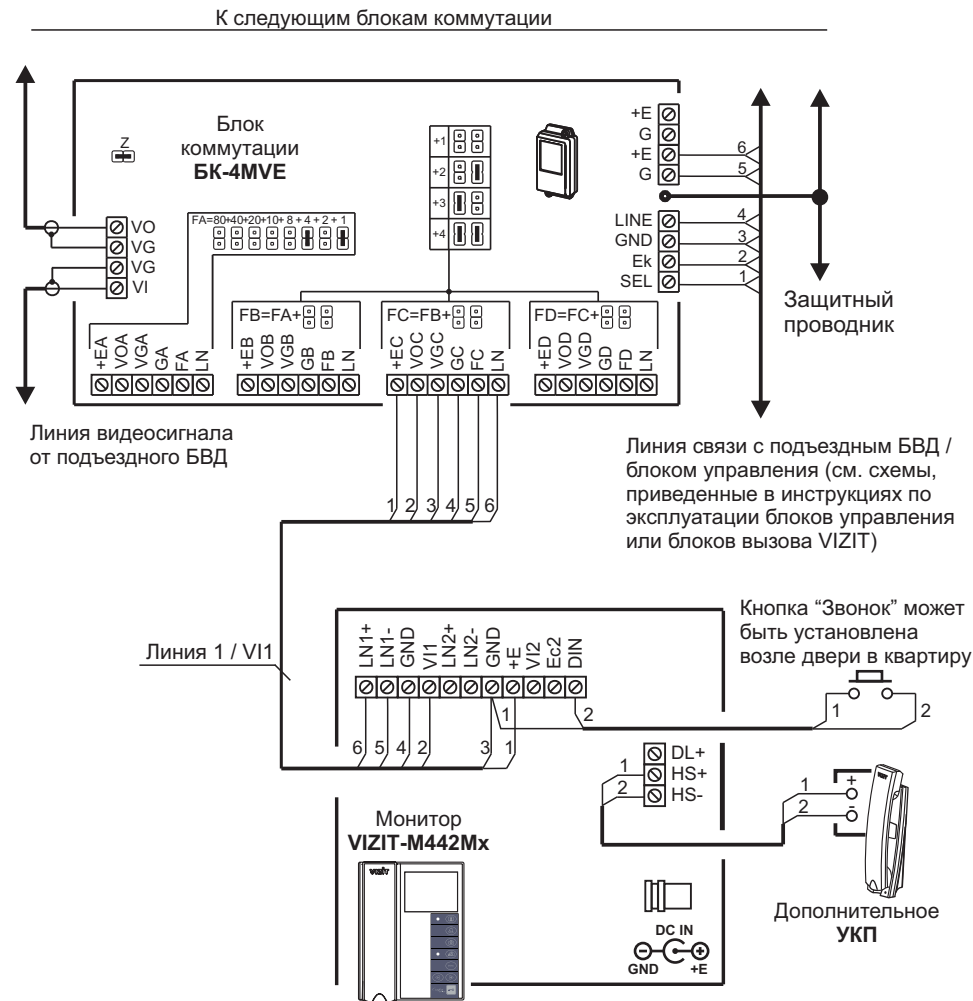 К следующим блокам коммутации
Блок
коммутации
БК-4MVE
Z
+1
+2
+3
+4
+E
G
+E
G
6
5
LINE
GND
Ek
SEL
4
3
2
1
VO
VG
VG
VI
FA=80+40+20+10+ 8 + 4 + 2 + 1
FB=FA+
FC=FB+
FD=FC+
+EA
VOA
VGA
GA
FA
LN
+EB
VOB
VGB
GB
FB
LN
+EC
VOC
VGC
GC
FC
LN
+ED
VOD
VGD
GD
FD
LN
Защитный
проводник
Линия видеосигнала
от подъездного БВД
Линия связи с подъездным БВД /
блоком управления (см. схемы,
приведенные в инструкциях по
эксплуатации блоков управления
или блоков вызова VIZIT)
1 2 3 4 5 6
Линия 1 / VI1
LN1+
LN1-
GND
VI1
LN2+
LN2-
GND
+E
VI2
Ec2
DIN
Кнопка “Звонок” может
быть установлена
возле двери в квартиру
1
2
1 2
6 5 4 2 3 1
DL+
HS+
HS-
1
2
1
2
+
-
Монитор
VIZIT-M442Mx
VIZIT
DC IN
GND +E
Дополнительное
УКП